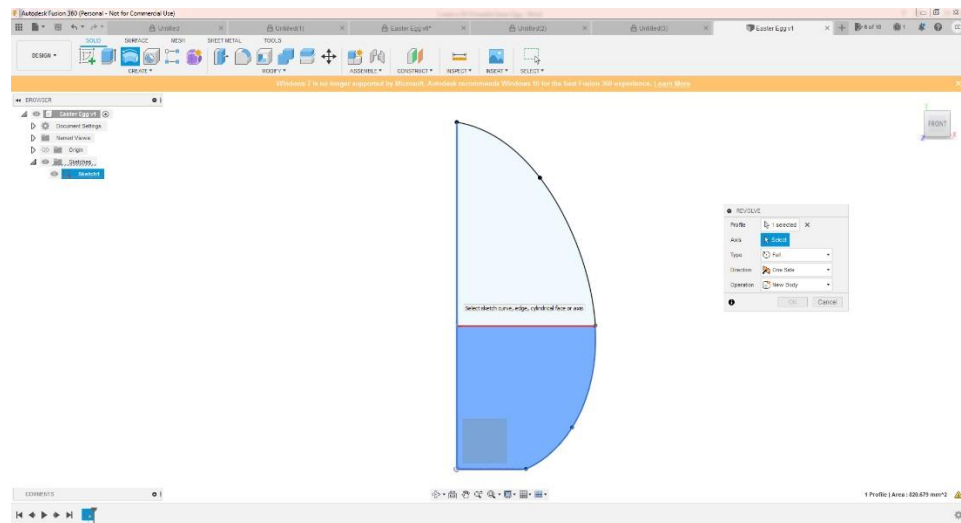 Autodesk Fusion 360 (Personal - Not for Commercial Use)
Untitled
Untitled(1)
Easter Egg v4*
Untitled(2)
Untitled(3)
Easter Egg v1
8 of 10
1
SOLID
SURFACE
MESH
SHEET METAL
TOOLS
DESIGN
CREATE
MODIFY
ASSEMBLE
CONSTRUCT
INSPECT
INSERT
SELECT
Windows 7 is no longer supported by Microsoft. Autodesk recommends Windows 10 for the best Fusion 360 experience. Learn More
BROWSER
Easter Egg v1
Document Settings
Named Views
Origin
Sketches
Sketch1
FRONT
REVOLVE
Profile
1 selected
Axis
Select
Type
Full
Direction
One Side
Operation
New Body
OK
Cancel
Select sketch curve, edge, cylindrical face or axis
COMMENTS
1 Profile | Area : 820.679 mm^2